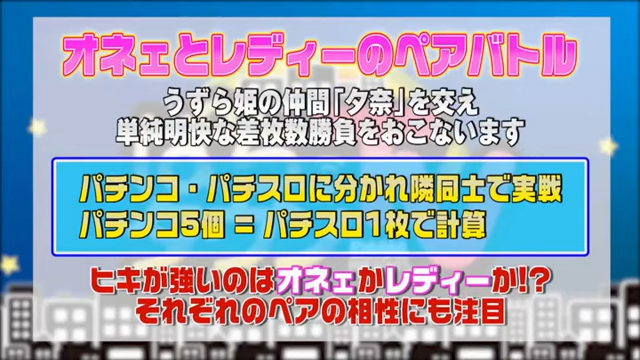 オネェとレディーのペアバトル
うずら姫の仲間「夕奈」を交え
単純明快な差枚数勝負をおこないます
パチンコ・パチスロに分かれ隣同士で実戦
パチンコ5個 = パチスロ1枚で計算
ヒキが強いのはオネェかレディーか!?
それぞれのペアの相性にも注目